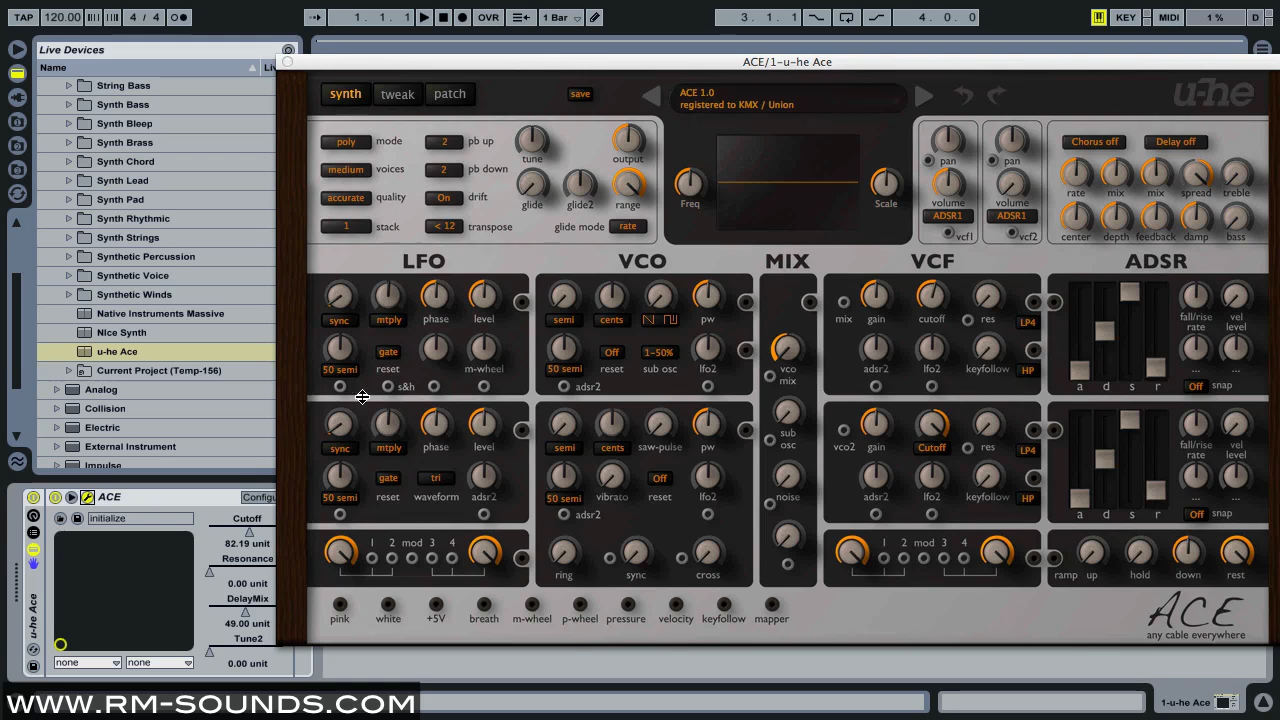 TAP 120.00 4 / 4 1. 1. 1 OVR 1 Bar 3. 1. 1 4. 0. 0 KEY MIDI 1 % D
Live Devices
Name
String Bass
Synth Bass
Synth Bleep
Synth Brass
Synth Chord
Synth Lead
Synth Pad
Synth Rhythmic
Synth Strings
Synthetic Percussion
Synthetic Voice
Synthetic Winds
Native Instruments Massive
NIce Synth
u-he Ace
Current Project (Temp-156)
Analog
Collision
Electric
External Instrument
Impulse
ACE/1-u-he Ace
synth tweak patch save
ACE 1.0
registered to KMX / Union
u-he
poly mode 2 pb up
medium voices 2 pb down
accurate quality On drift
1 stack < 12 transpose
tune output
glide glide2 range
glide mode rate
Freq Scale
pan pan
volume volume
ADSR1 ADSR1
vcf1 vcf2
Chorus off Delay off
rate mix mix spread treble
center depth feedback damp bass
LFO VCO MIX VCF ADSR
sync mtply phase level
50 semi gate reset m-wheel
s&h
semi cents pw
50 semi Off reset 1-50% sub osc lfo2
adsr2
vco mix
sub osc
noise
mix gain cutoff res LP4
adsr2 lfo2 keyfollow HP
a d s r
fall/rise rate vel level
... ...
Off snap
sync mtply phase level
50 semi gate reset tri waveform adsr2
semi cents saw-pulse pw
50 semi vibrato Off reset lfo2
adsr2
vco2 gain Cutoff res LP4
adsr2 lfo2 keyfollow HP
a d s r
fall/rise rate vel level
... ...
Off snap
1 2 mod 3 4
ring sync cross
1 2 mod 3 4
ramp up hold down rest
pink white +5V breath m-wheel p-wheel pressure velocity keyfollow mapper
ACE
any cable everywhere
ACE
initialize
Cutoff
82.19 unit
Resonance
0.00 unit
DelayMix
49.00 unit
Tune2
0.00 unit
none none
u-he Ace
WWW.RM-SOUNDS.COM
1-u-he Ace